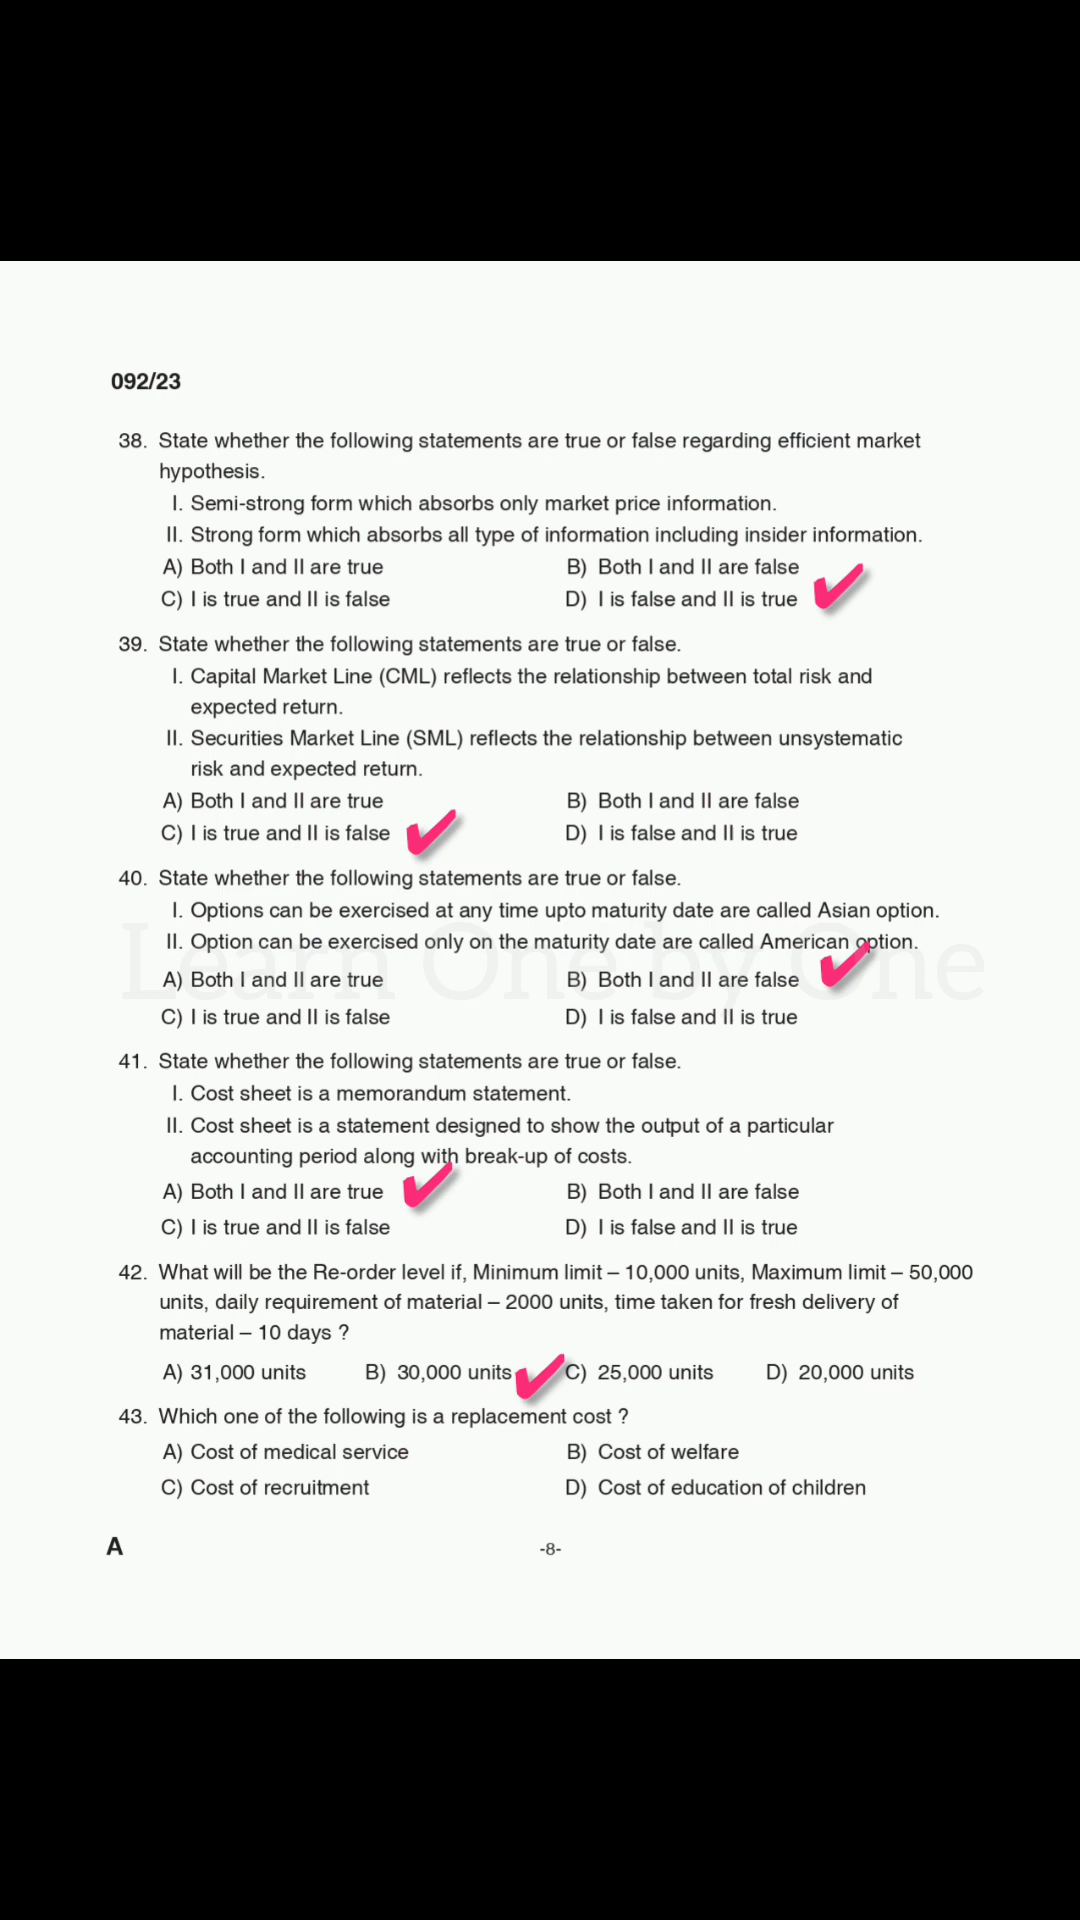 092/23
38. State whether the following statements are true or false regarding efficient market
hypothesis.
I. Semi-strong form which absorbs only market price information.
II. Strong form which absorbs all type of information including insider information.
A) Both I and II are true B) Both I and II are false
C) I is true and II is false D) I is false and II is true
39. State whether the following statements are true or false.
I. Capital Market Line (CML) reflects the relationship between total risk and
expected return.
II. Securities Market Line (SML) reflects the relationship between unsystematic
risk and expected return.
A) Both I and II are true B) Both I and II are false
C) I is true and II is false D) I is false and II is true
40. State whether the following statements are true or false.
I. Options can be exercised at any time upto maturity date are called Asian option.
II. Option can be exercised only on the maturity date are called American option.
Learn One by One
A) Both I and II are true B) Both I and II are false
C) I is true and II is false D) I is false and II is true
41. State whether the following statements are true or false.
I. Cost sheet is a memorandum statement.
II. Cost sheet is a statement designed to show the output of a particular
accounting period along with break-up of costs.
A) Both I and II are true B) Both I and II are false
C) I is true and II is false D) I is false and II is true
42. What will be the Re-order level if, Minimum limit – 10,000 units, Maximum limit – 50,000
units, daily requirement of material – 2000 units, time taken for fresh delivery of
material – 10 days ?
A) 31,000 units B) 30,000 units C) 25,000 units D) 20,000 units
43. Which one of the following is a replacement cost ?
A) Cost of medical service B) Cost of welfare
C) Cost of recruitment D) Cost of education of children
A -8-